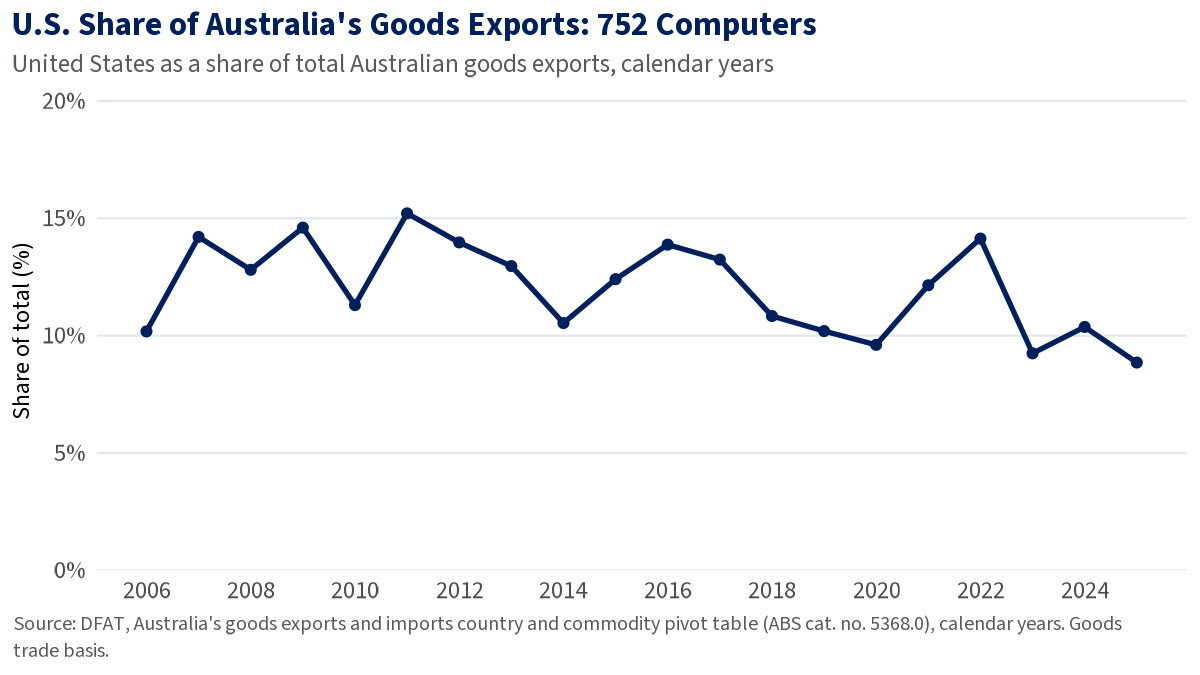 U.S. Share of Australia's Goods Exports: 752 Computers
United States as a share of total Australian goods exports, calendar years
Share of total (%)
20%
15%
10%
5%
0%
2006 2008 2010 2012 2014 2016 2018 2020 2022 2024
Source: DFAT, Australia's goods exports and imports country and commodity pivot table (ABS cat. no. 5368.0), calendar years. Goods
trade basis.